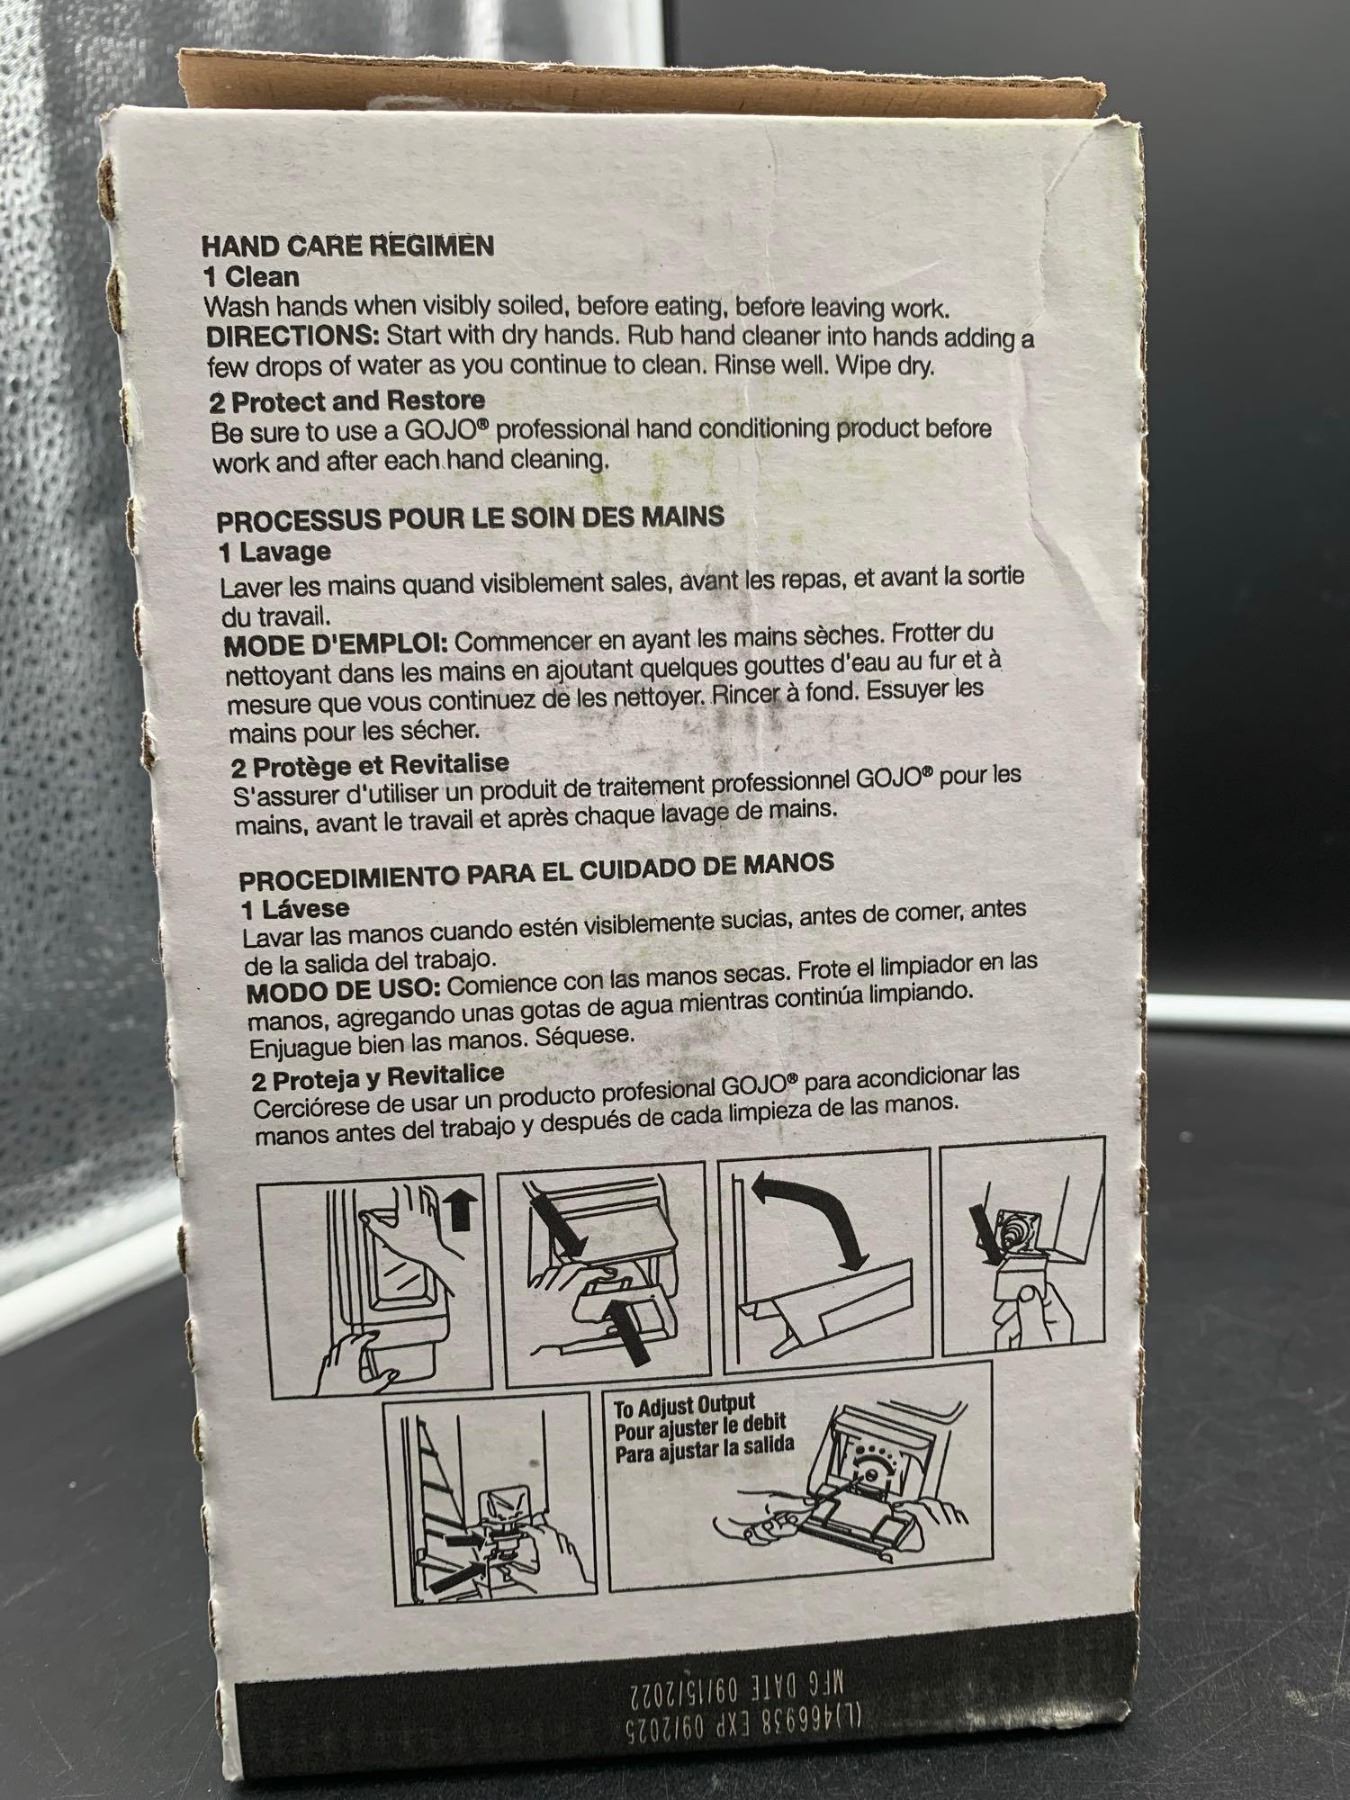 HAND CARE REGIMEN
1 Clean
Wash hands when visibly soiled, before eating, before leaving work.
DIRECTIONS: Start with dry hands. Rub hand cleaner into hands adding a
few drops of water as you continue to clean. Rinse well. Wipe dry.
2 Protect and Restore
Be sure to use a GOJO® professional hand conditioning product before
work and after each hand cleaning.
PROCESSUS POUR LE SOIN DES MAINS
1 Lavage
Laver les mains quand visiblement sales, avant les repas, et avant la sortie
du travail.
MODE D'EMPLOI: Commencer en ayant les mains sèches. Frotter du
nettoyant dans les mains en ajoutant quelques gouttes d'eau au fur et à
mesure que vous continuez de les nettoyer. Rincer à fond. Essuyer les
mains pour les sécher.
2 Protège et Revitalise
S'assurer d'utiliser un produit de traitement professionnel GOJO® pour les
mains, avant le travail et après chaque lavage de mains.
PROCEDIMIENTO PARA EL CUIDADO DE MANOS
1 Lávese
Lavar las manos cuando estén visiblemente sucias, antes de comer, antes
de la salida del trabajo.
MODO DE USO: Comience con las manos secas. Frote el limpiador en las
manos, agregando unas gotas de agua mientras continúa limpiando.
Enjuague bien las manos. Séquese.
2 Proteja y Revitalice
Cerciórese de usar un producto profesional GOJO® para acondicionar las
manos antes del trabajo y después de cada limpieza de las manos.
To Adjust Output
Pour ajuster le debit
Para ajustar la salida
(L)466938 EXP 09/2025
MFG DATE 09/15/2022